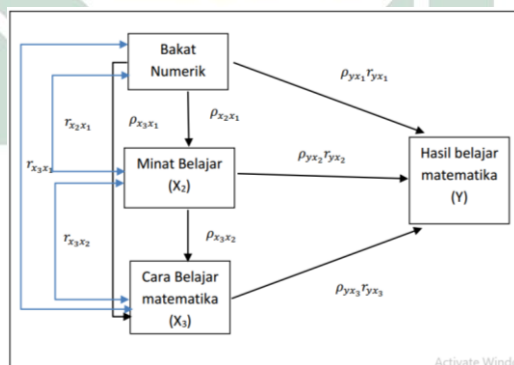 Bakat
Numerik
ρyx₁ryx₁
rx₂x₁
ρx₃x₁
ρx₂x₁
rx₃x₁
Minat Belajar
(X₂)
ρyx₂ryx₂
Hasil belajar
matematika
(Y)
rx₃x₂
ρx₃x₂
Cara Belajar
matematika
(X₃)
ρyx₃ryx₃
Activate Windo